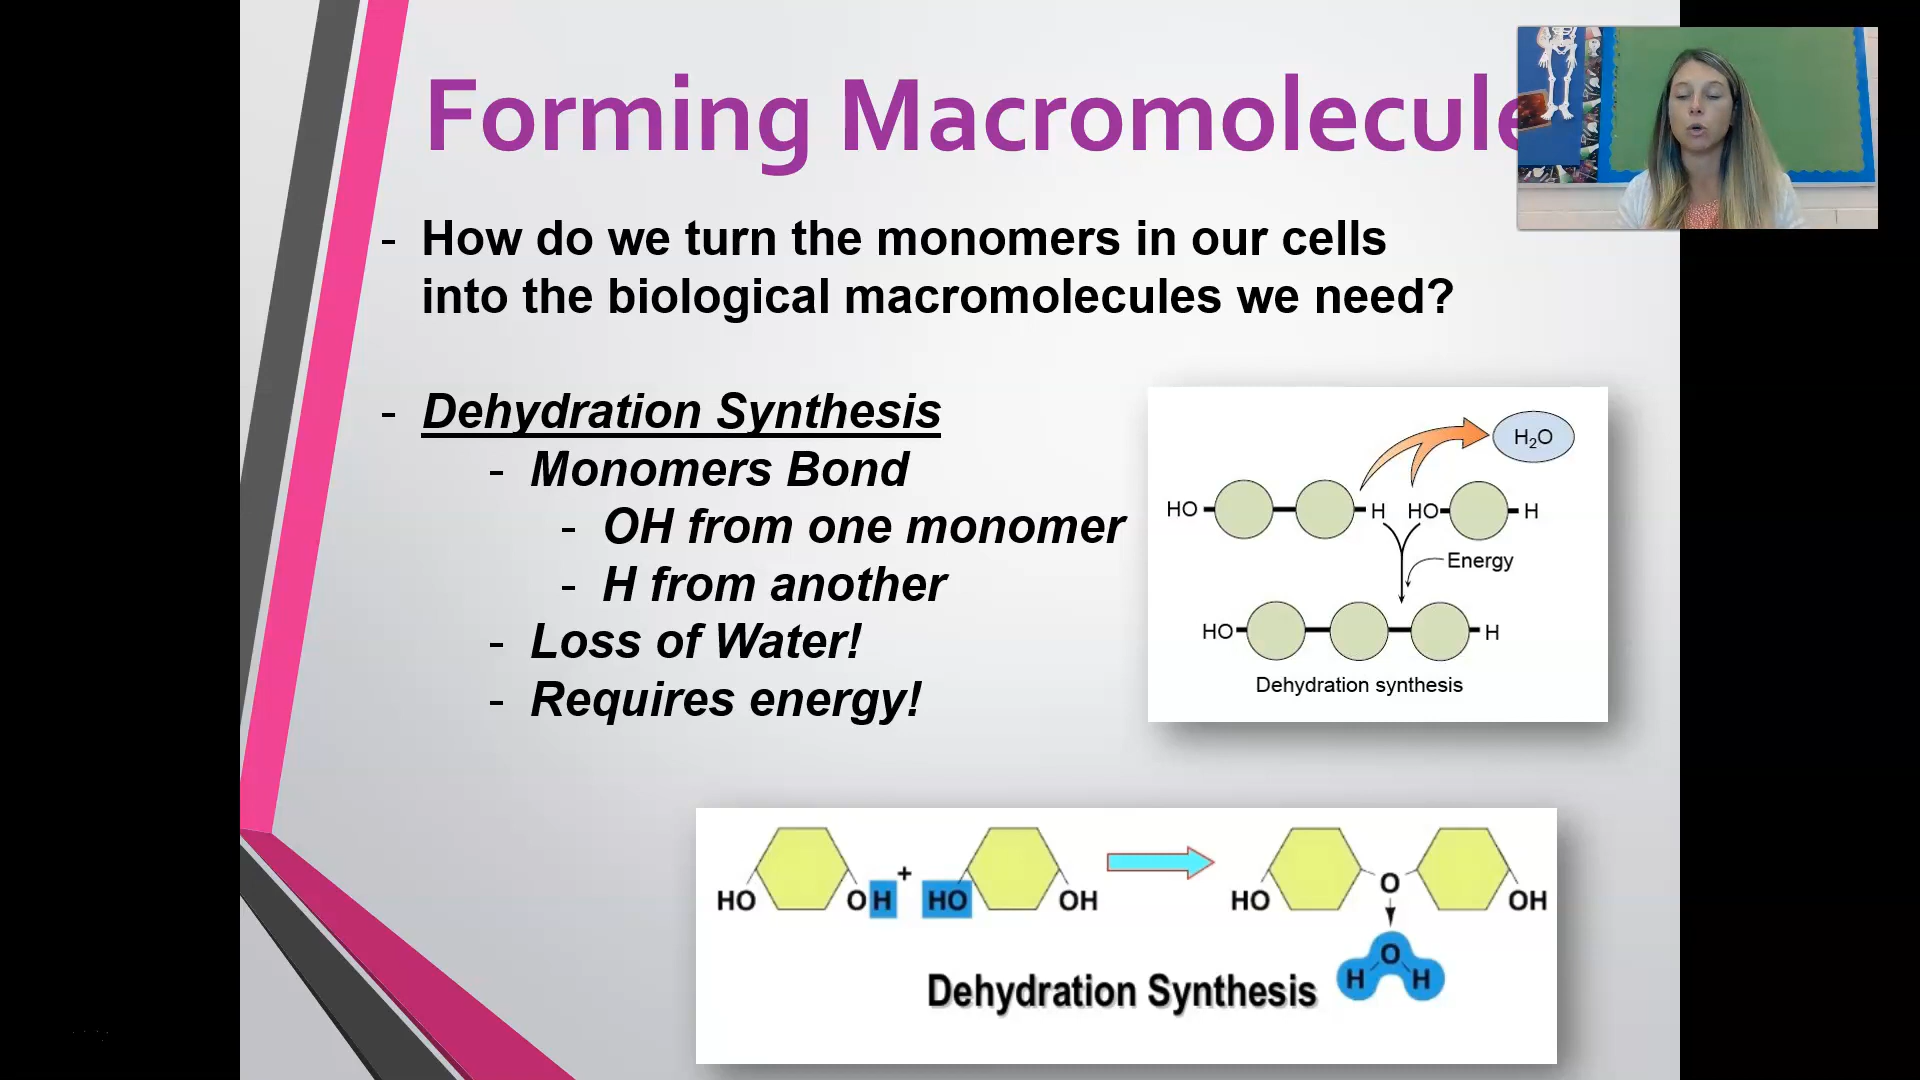 Forming Macromolecule
- How do we turn the monomers in our cells
into the biological macromolecules we need?
- Dehydration Synthesis
- Monomers Bond
- OH from one monomer
- H from another
- Loss of Water!
- Requires energy!
H₂O
HO H HO H
Energy
HO H
Dehydration synthesis
HO OH + HO OH HO O OH
O
H H
Dehydration Synthesis